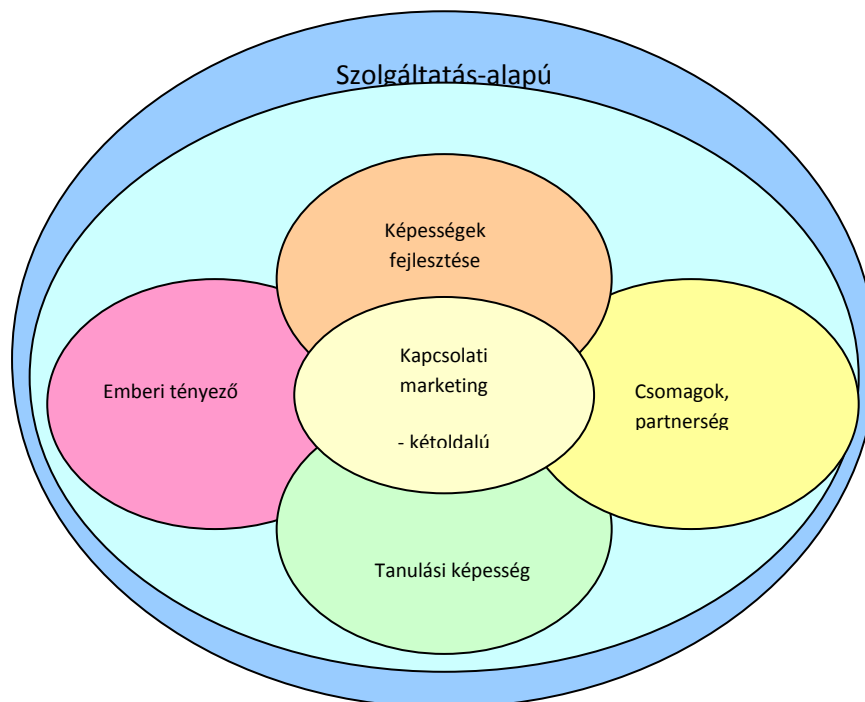 Szolgáltatás-alapú
Képességek
fejlesztése
Emberi tényező
Kapcsolati
marketing
- kétoldalú
Csomagok,
partnerség
Tanulási képesség